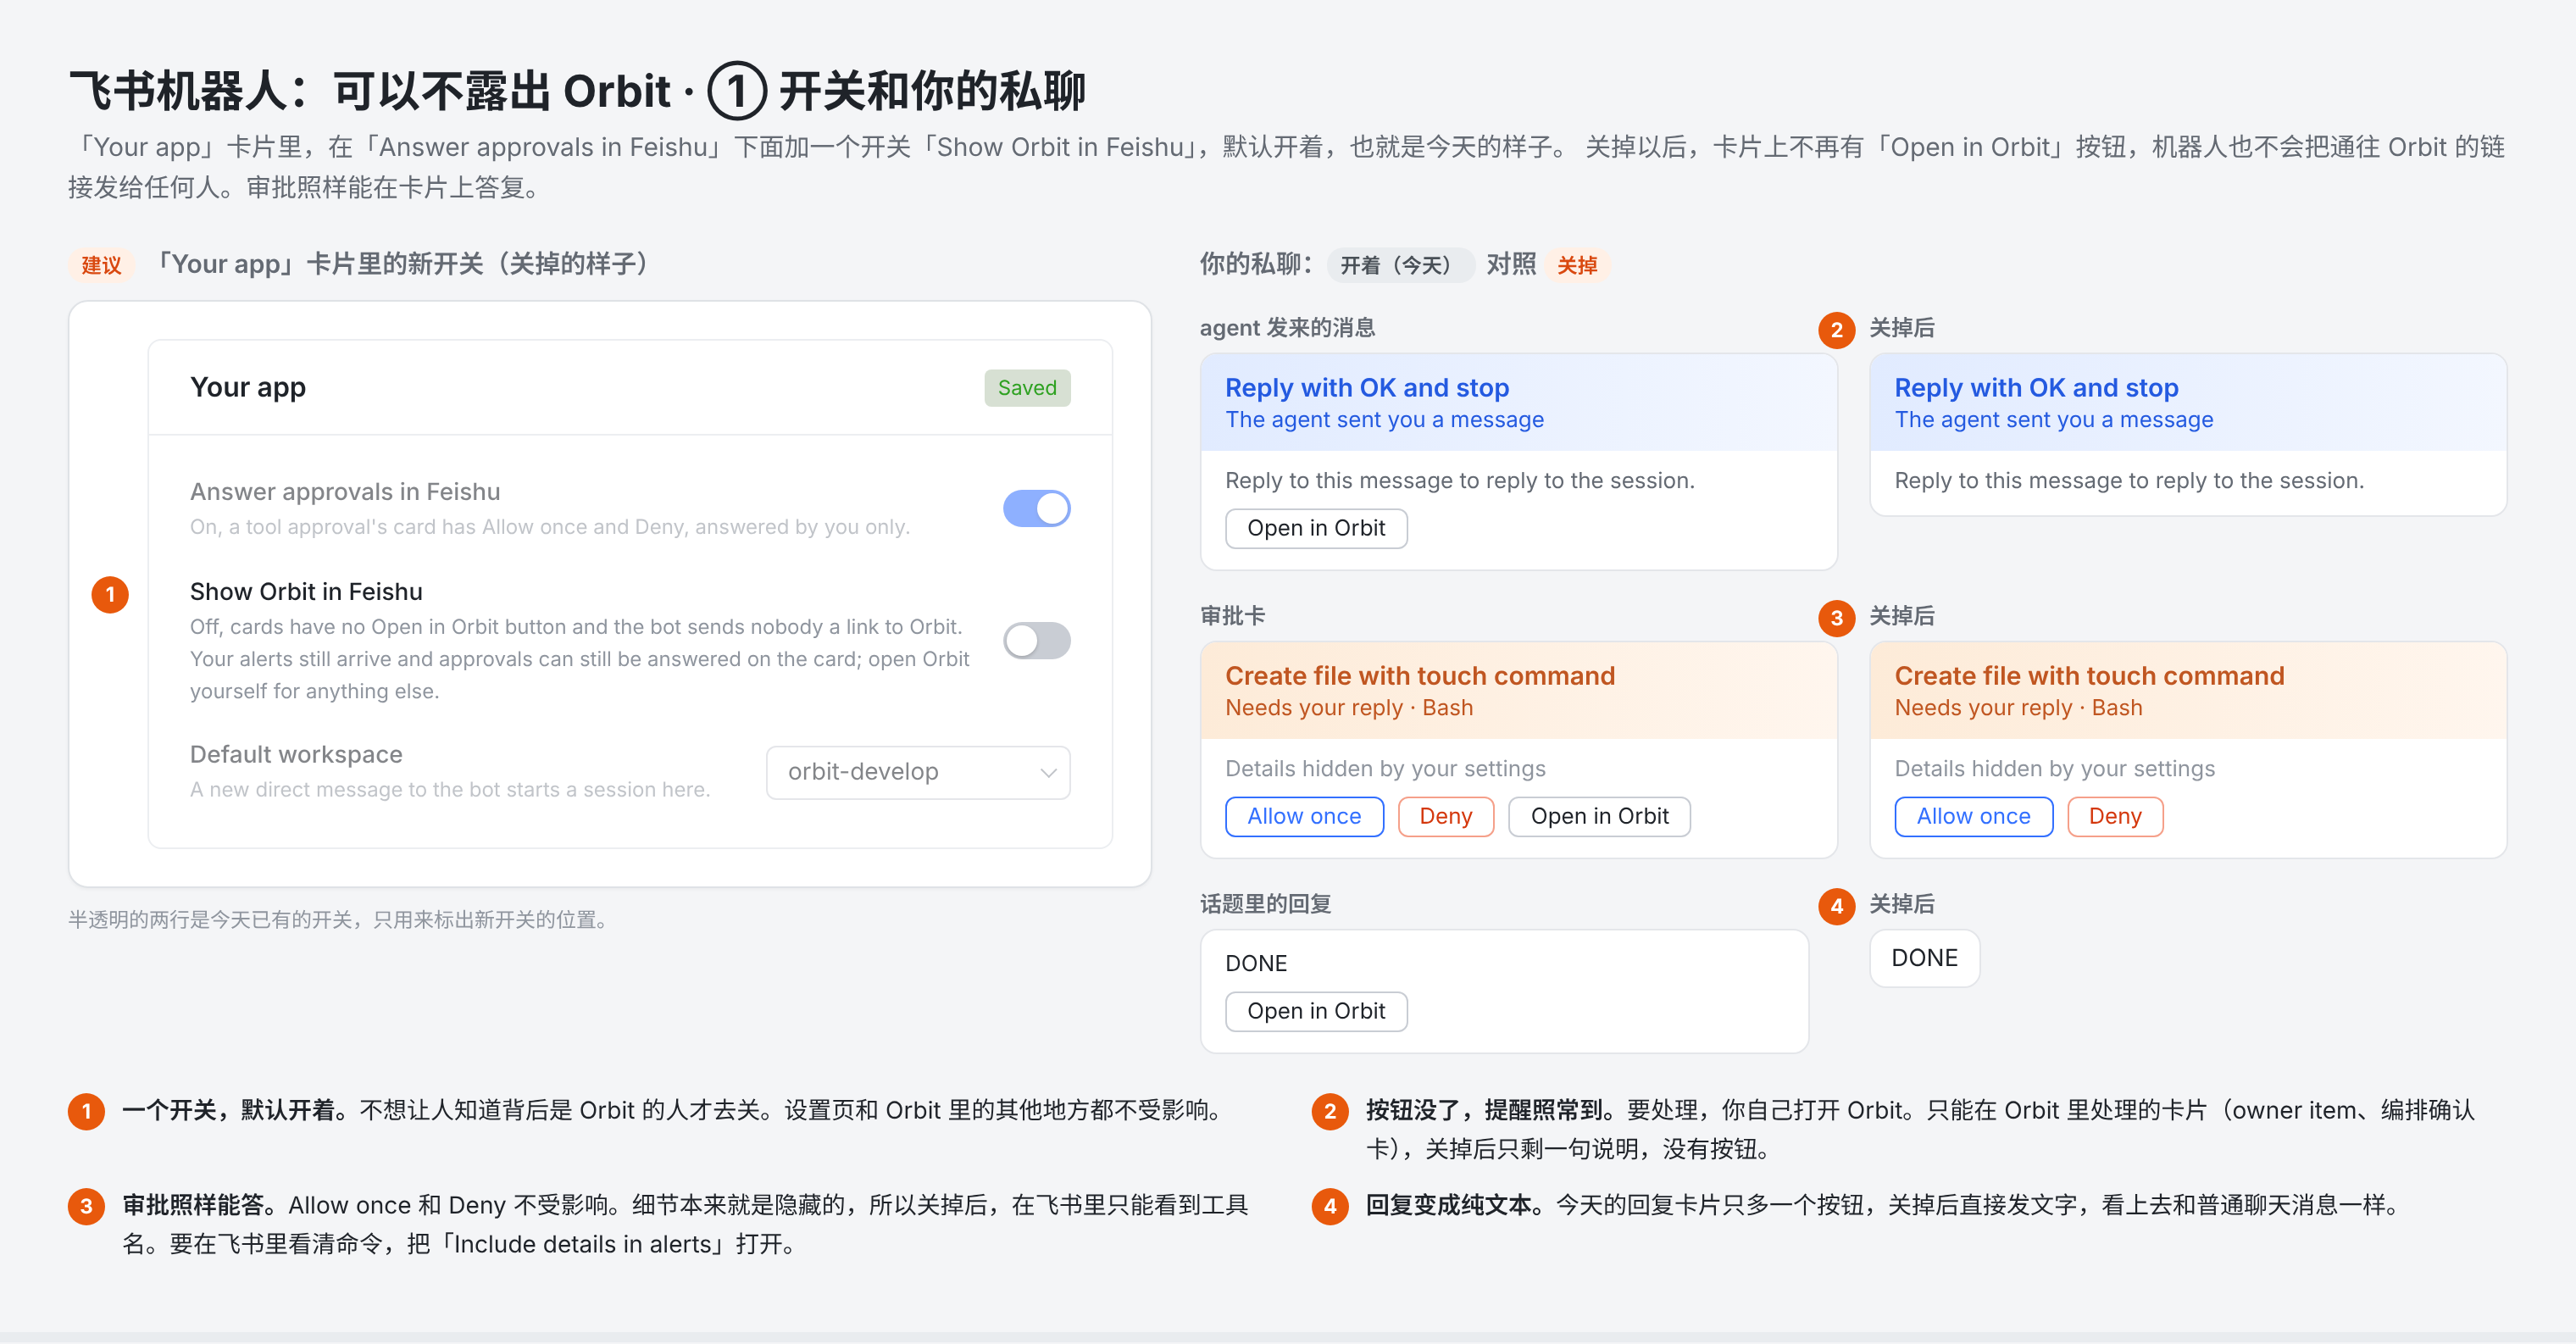 飞书机器人：可以不露出 Orbit · ① 开关和你的私聊
「Your app」卡片里，在「Answer approvals in Feishu」下面加一个开关「Show Orbit in Feishu」，默认开着，也就是今天的样子。 关掉以后，卡片上不再有「Open in Orbit」按钮，机器人也不会把通往 Orbit 的链
接发给任何人。审批照样能在卡片上答复。
建议 「Your app」卡片里的新开关（关掉的样子）
Your app
Saved
Answer approvals in Feishu
On, a tool approval's card has Allow once and Deny, answered by you only.
1
Show Orbit in Feishu
Off, cards have no Open in Orbit button and the bot sends nobody a link to Orbit.
Your alerts still arrive and approvals can still be answered on the card; open Orbit
yourself for anything else.
Default workspace
A new direct message to the bot starts a session here.
orbit-develop
半透明的两行是今天已有的开关，只用来标出新开关的位置。
你的私聊： 开着（今天） 对照 关掉
agent 发来的消息
Reply with OK and stop
The agent sent you a message
Reply to this message to reply to the session.
Open in Orbit
2 关掉后
Reply with OK and stop
The agent sent you a message
Reply to this message to reply to the session.
审批卡
Create file with touch command
Needs your reply · Bash
Details hidden by your settings
Allow once Deny Open in Orbit
3 关掉后
Create file with touch command
Needs your reply · Bash
Details hidden by your settings
Allow once Deny
话题里的回复
DONE
Open in Orbit
4 关掉后
DONE
1 一个开关，默认开着。不想让人知道背后是 Orbit 的人才去关。设置页和 Orbit 里的其他地方都不受影响。
2 按钮没了，提醒照常到。要处理，你自己打开 Orbit。只能在 Orbit 里处理的卡片（owner item、编排确认
卡），关掉后只剩一句说明，没有按钮。
3 审批照样能答。Allow once 和 Deny 不受影响。细节本来就是隐藏的，所以关掉后，在飞书里只能看到工具
名。要在飞书里看清命令，把「Include details in alerts」打开。
4 回复变成纯文本。今天的回复卡片只多一个按钮，关掉后直接发文字，看上去和普通聊天消息一样。